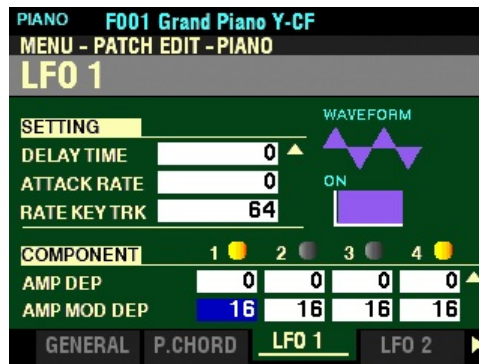 PIANO F001 Grand Piano Y-CF
MENU - PATCH EDIT - PIANO
LFO 1
WAVEFORM
SETTING
DELAY TIME 0
ATTACK RATE 0
ON
RATE KEY TRK 64
COMPONENT 1 2 3 4
AMP DEP 0 0 0 0
AMP MOD DEP 16 16 16 16
GENERAL P.CHORD LFO 1 LFO 2